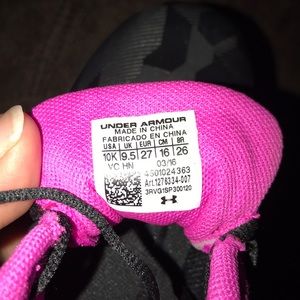 UNDER ARMOUR
MADE IN CHINA
FABRICADO EN CHINA
USA UK EUR CM BR
10K 9.5 27 16 26
YC HN 03/16
4501024363
Art.1276334-007
3RVG1SP300120